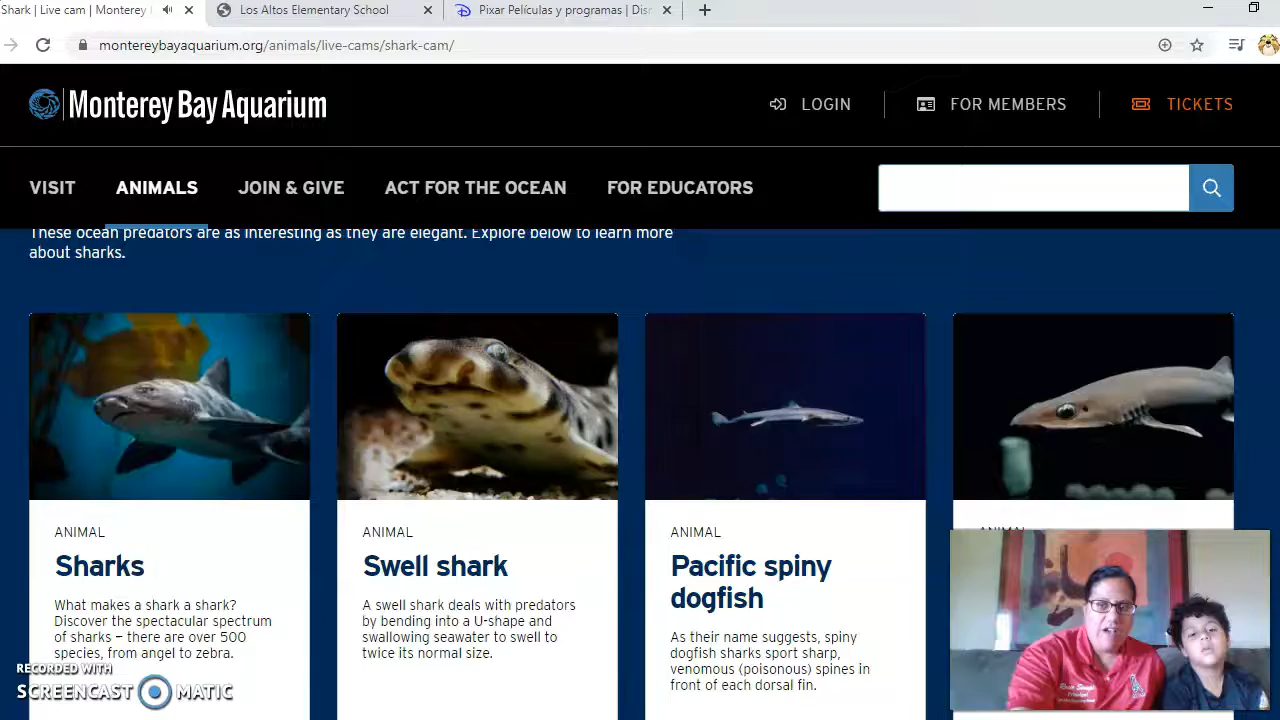 Shark | Live cam | Monterey
Los Altos Elementary School
Pixar Películas y programas | Disn
montereybayaquarium.org/animals/live-cams/shark-cam/
Monterey Bay Aquarium
LOGIN
FOR MEMBERS
TICKETS
VISIT
ANIMALS
JOIN & GIVE
ACT FOR THE OCEAN
FOR EDUCATORS
These ocean predators are as interesting as they are elegant. Explore below to learn more
about sharks.
ANIMAL
Sharks
What makes a shark a shark?
Discover the spectacular spectrum
of sharks – there are over 500
species, from angel to zebra.
ANIMAL
Swell shark
A swell shark deals with predators
by bending into a U-shape and
swallowing seawater to swell to
twice its normal size.
ANIMAL
Pacific spiny
dogfish
As their name suggests, spiny
dogfish sharks sport sharp,
venomous (poisonous) spines in
front of each dorsal fin.
ANIMAL
Principal
RECORDED WITH
SCREENCAST MATIC